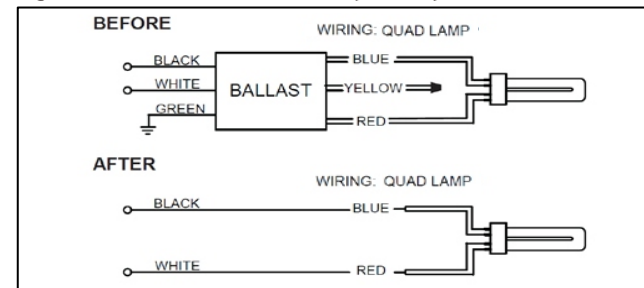 BEFORE
WIRING: QUAD LAMP
BLACK
BLUE
WHITE
BALLAST
YELLOW
GREEN
RED
AFTER
WIRING: QUAD LAMP
BLACK
BLUE
WHITE
RED